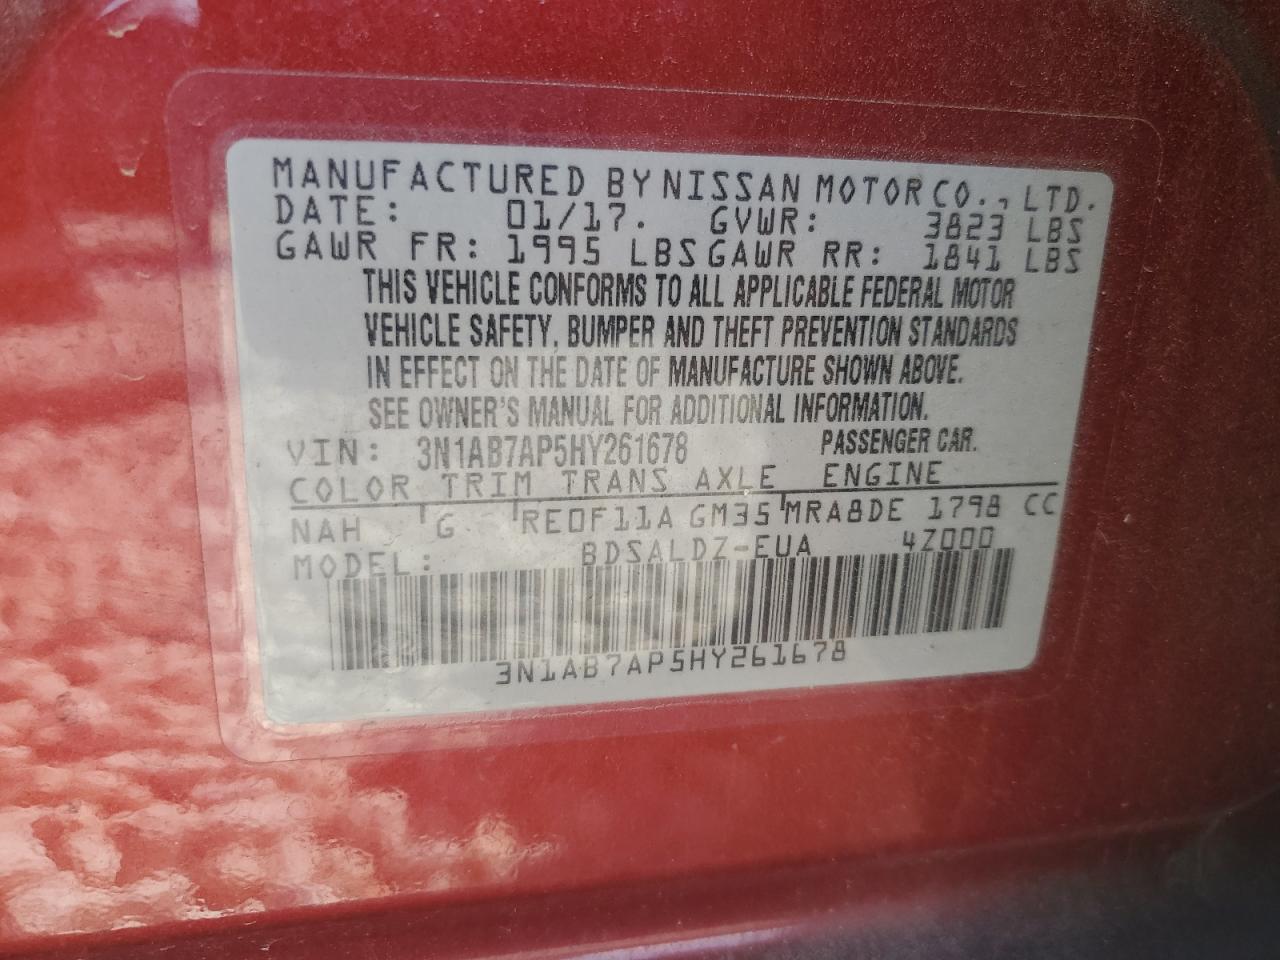 MANUFACTURED BY NISSAN MOTOR CO., LTD.
DATE: 01/17. GVWR: 3823 LBS
GAWR FR: 1995 LBS GAWR RR: 1841 LBS
THIS VEHICLE CONFORMS TO ALL APPLICABLE FEDERAL MOTOR
VEHICLE SAFETY, BUMPER AND THEFT PREVENTION STANDARDS
IN EFFECT ON THE DATE OF MANUFACTURE SHOWN ABOVE.
SEE OWNER'S MANUAL FOR ADDITIONAL INFORMATION.
VIN: 3N1AB7AP5HY261678 PASSENGER CAR.
COLOR TRIM TRANS AXLE ENGINE
NAH G RE0F11A GM35 MRA8DE 1798 CC
MODEL: BDSALDZ-EUA 4Z000
3N1AB7AP5HY261678